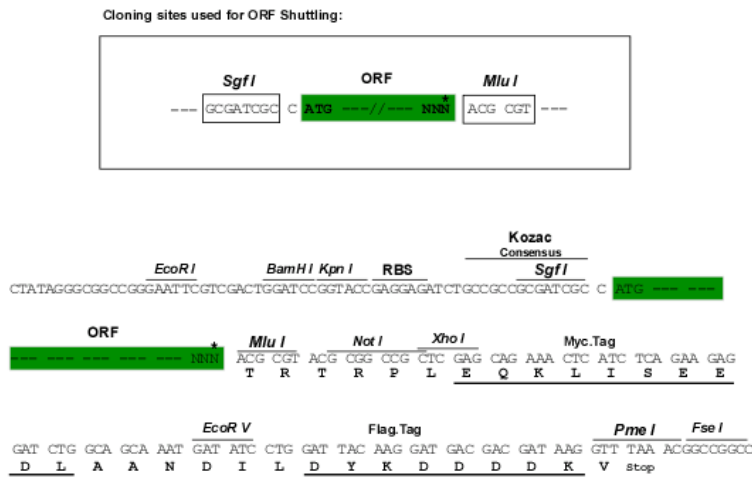 Cloning sites used for ORF Shuttling:
Sgf I ORF Mlu I
--- GCGATCGC C ATG ---//--- NNN* ACG CGT ---
Kozac
Consensus
EcoR I BamH I Kpn I RBS Sgf I
CTATAGGGCGGCCGGGAATTCGTCGACTGGATCCGGTACCGAGGAGATCTGCCGCCGCGATCGC C ATG --- ---
ORF Mlu I Not I Xho I Myc.Tag
--- --- --- --- --- NNN* ACG CGT ACG CGG CCG CTC GAG CAG AAA CTC ATC TCA GAA GAG
T R T R P L E Q K L I S E E
EcoR V Flag.Tag Pme I Fse I
GAT CTG GCA GCA AAT GAT ATC CTG GAT TAC AAG GAT GAC GAC GAT AAG GTT TAA ACGGCCGGCC
D L A A N D I L D Y K D D D D K V Stop